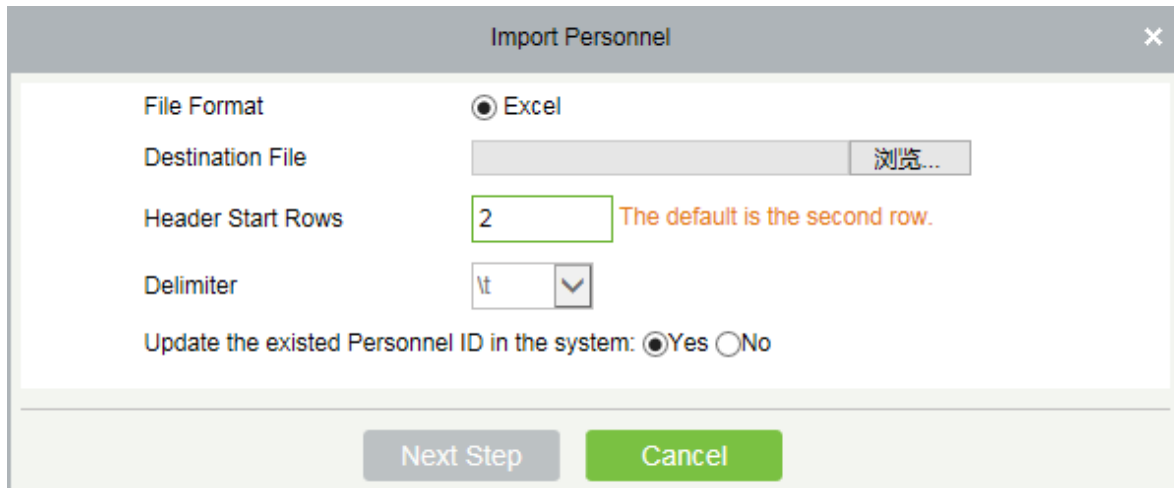 Import Personnel
File Format Excel
Destination File 浏览...
Header Start Rows 2 The default is the second row.
Delimiter \t
Update the existed Personnel ID in the system: Yes No
Next Step Cancel